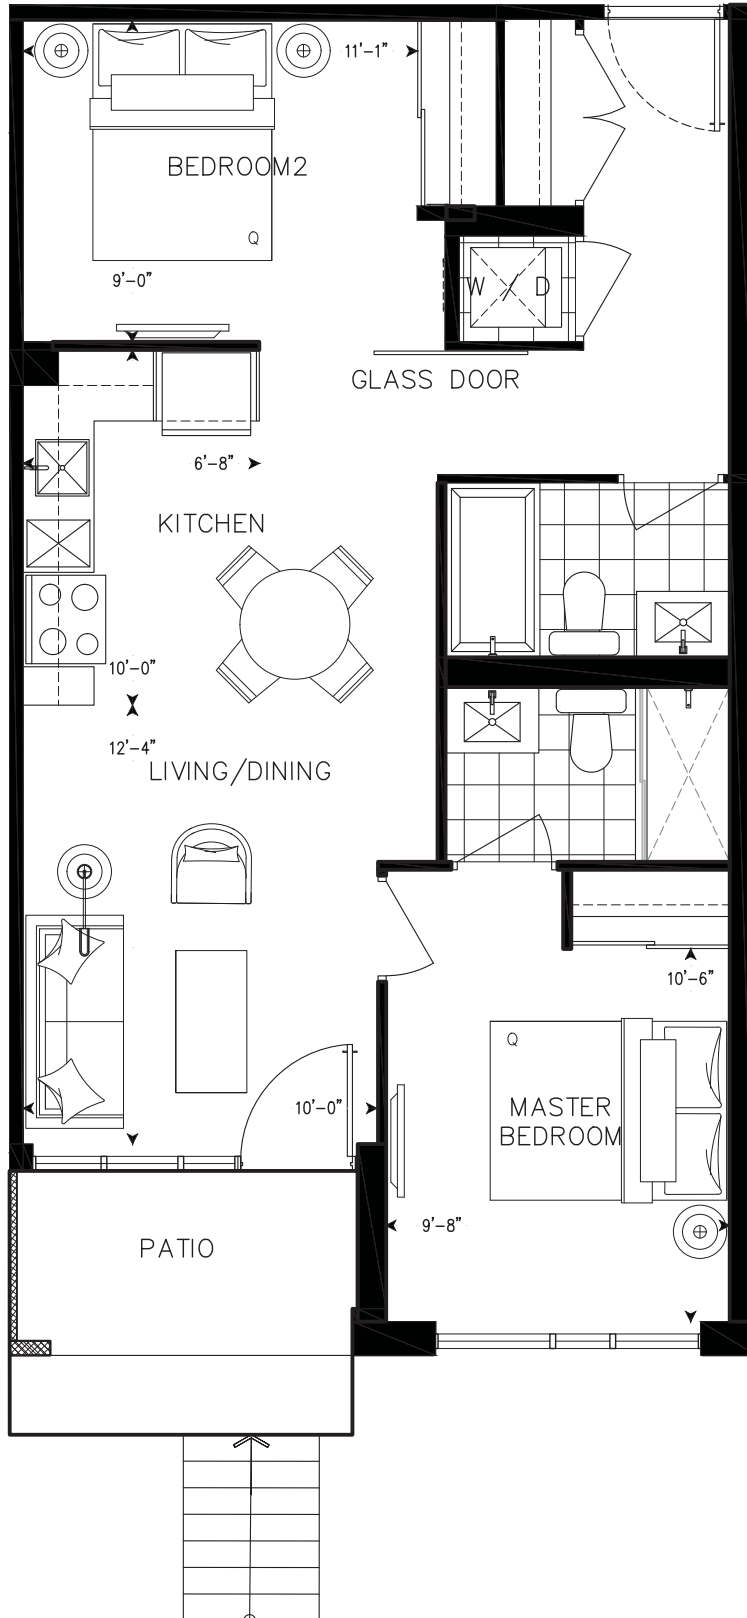 11'-1"
BEDROOM2
Q
9'-0"
W / D
GLASS DOOR
6'-8"
KITCHEN
10'-0"
12'-4"
LIVING/DINING
10'-6"
Q
10'-0"
MASTER
BEDROOM
9'-8"
PATIO